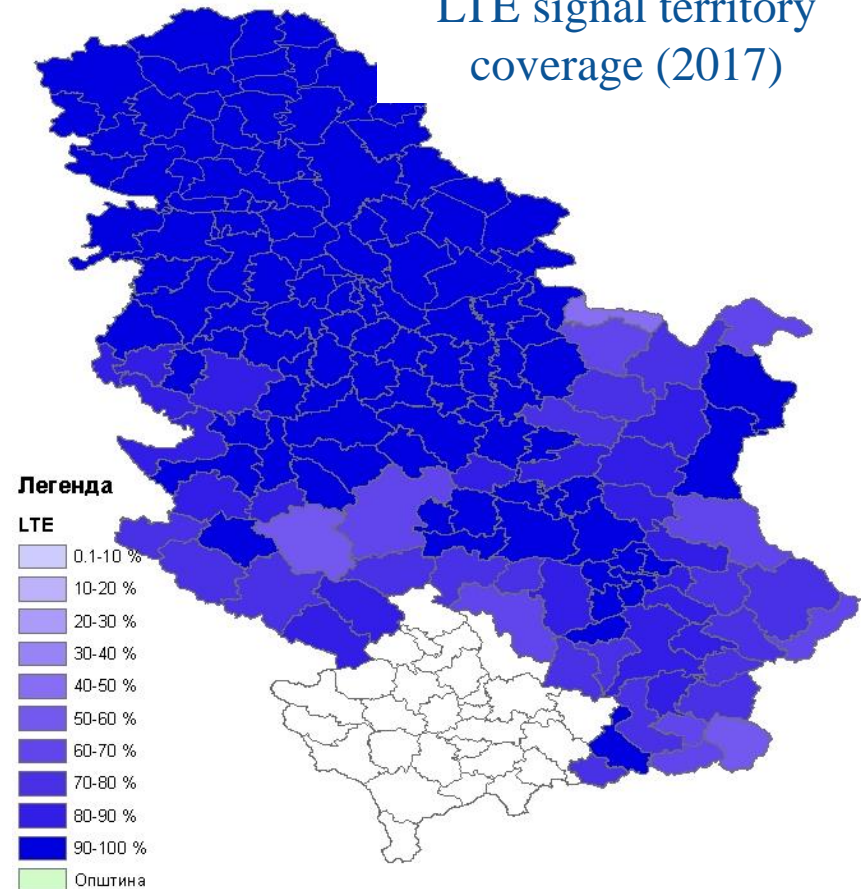 LTE signal territory
coverage (2017)
Легенда
LTE
0.1-10 %
10-20 %
20-30 %
30-40 %
40-50 %
50-60 %
60-70 %
70-80 %
80-90 %
90-100 %
Општина